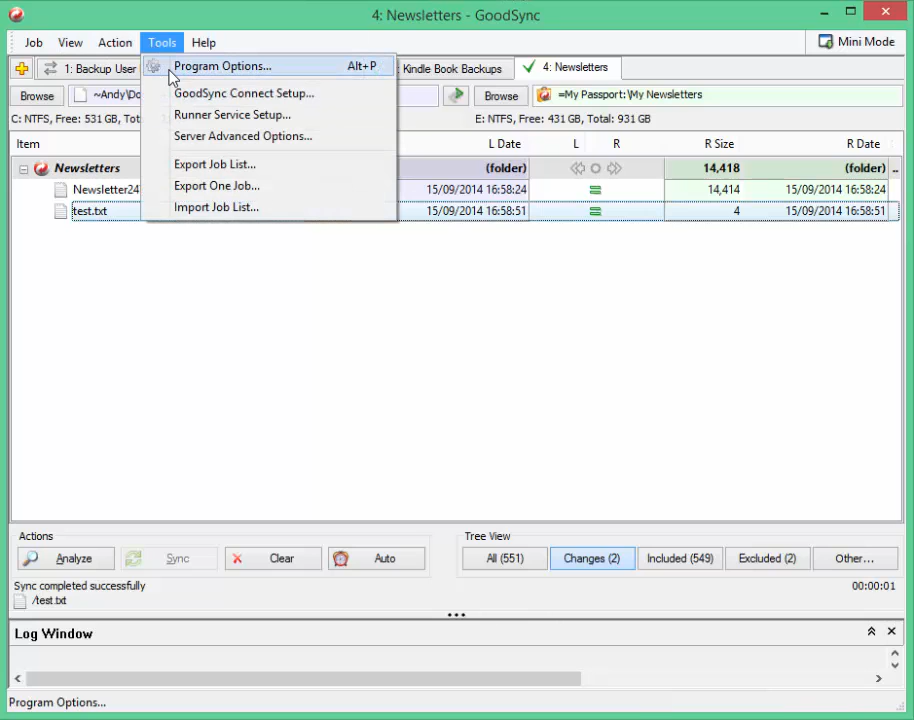 4: Newsletters - GoodSync
Job View Action Tools Help Mini Mode
Program Options... Alt+P
GoodSync Connect Setup...
Runner Service Setup...
Server Advanced Options...
Export Job List...
Export One Job...
Import Job List...
1: Backup User Kindle Book Backups 4: Newsletters
Browse ~Andy\Do Browse =My Passport:\My Newsletters
C: NTFS, Free: 531 GB, Tota E: NTFS, Free: 431 GB, Total: 931 GB
Item L Date L R R Size R Date
Newsletters (folder) 14,418 (folder) ..
Newsletter24 15/09/2014 16:58:24 14,414 15/09/2014 16:58:24
test.txt 15/09/2014 16:58:51 4 15/09/2014 16:58:51
Actions Tree View
Analyze Sync Clear Auto All (551) Changes (2) Included (549) Excluded (2) Other...
Sync completed successfully 00:00:01
/test.txt
Log Window
Program Options...